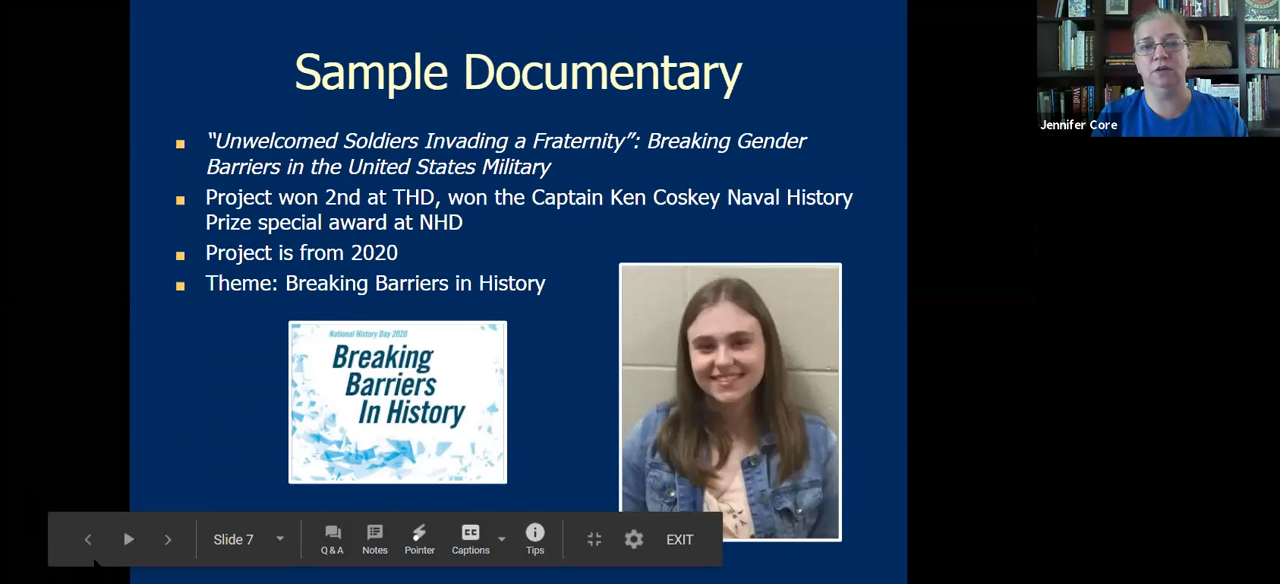 Sample Documentary
"Unwelcomed Soldiers Invading a Fraternity": Breaking Gender
Barriers in the United States Military
Project won 2nd at THD, won the Captain Ken Coskey Naval History
Prize special award at NHD
Project is from 2020
Theme: Breaking Barriers in History
National History Day 2020
Breaking
Barriers
In History
Jennifer Core
Slide 7
Q & A
Notes
Pointer
CC
Captions
Tips
EXIT